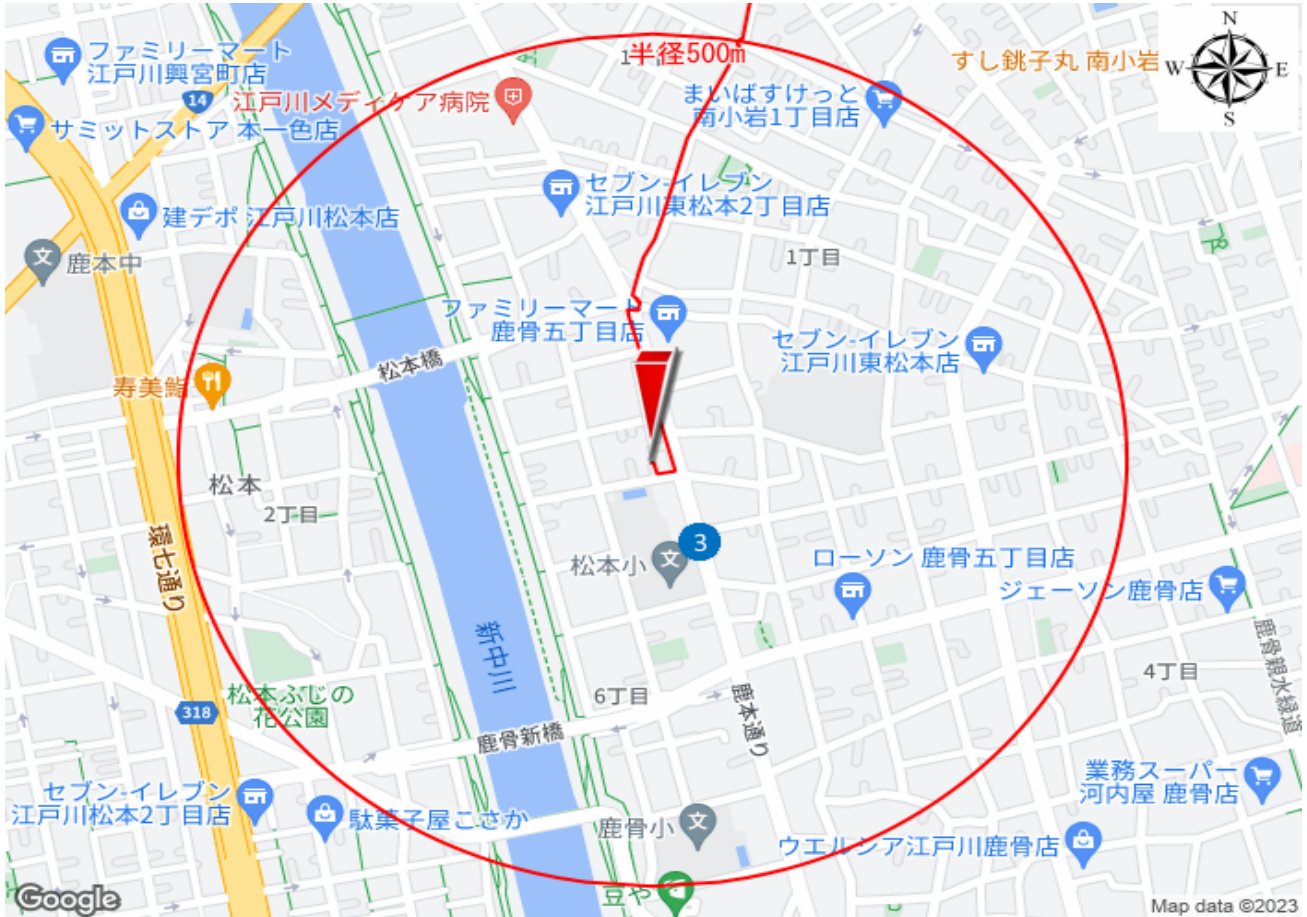 N
W
E
S
半径500m
すし銚子丸 南小岩
ファミリーマート
江戸川興宮町店
14
江戸川メディケア病院
まいばすけっと
南小岩1丁目店
サミットストア 本一色店
セブン-イレブン
江戸川東松本2丁目店
建デポ 江戸川松本店
1丁目
鹿本中
ファミリーマート
鹿骨五丁目店
セブン-イレブン
江戸川東松本店
松本橋
寿美鮨
松本
2丁目
環七通り
3
松本小
ローソン 鹿骨五丁目店
ジェーソン鹿骨店
新中川
鹿骨親水緑道
4丁目
6丁目
松本ふじの
花公園
318
鹿本通り
鹿骨新橋
業務スーパー
河内屋 鹿骨店
セブン-イレブン
江戸川松本2丁目店
駄菓子屋こさか
鹿骨小
ウエルシア江戸川鹿骨店
豆や
Google
Map data ©2023